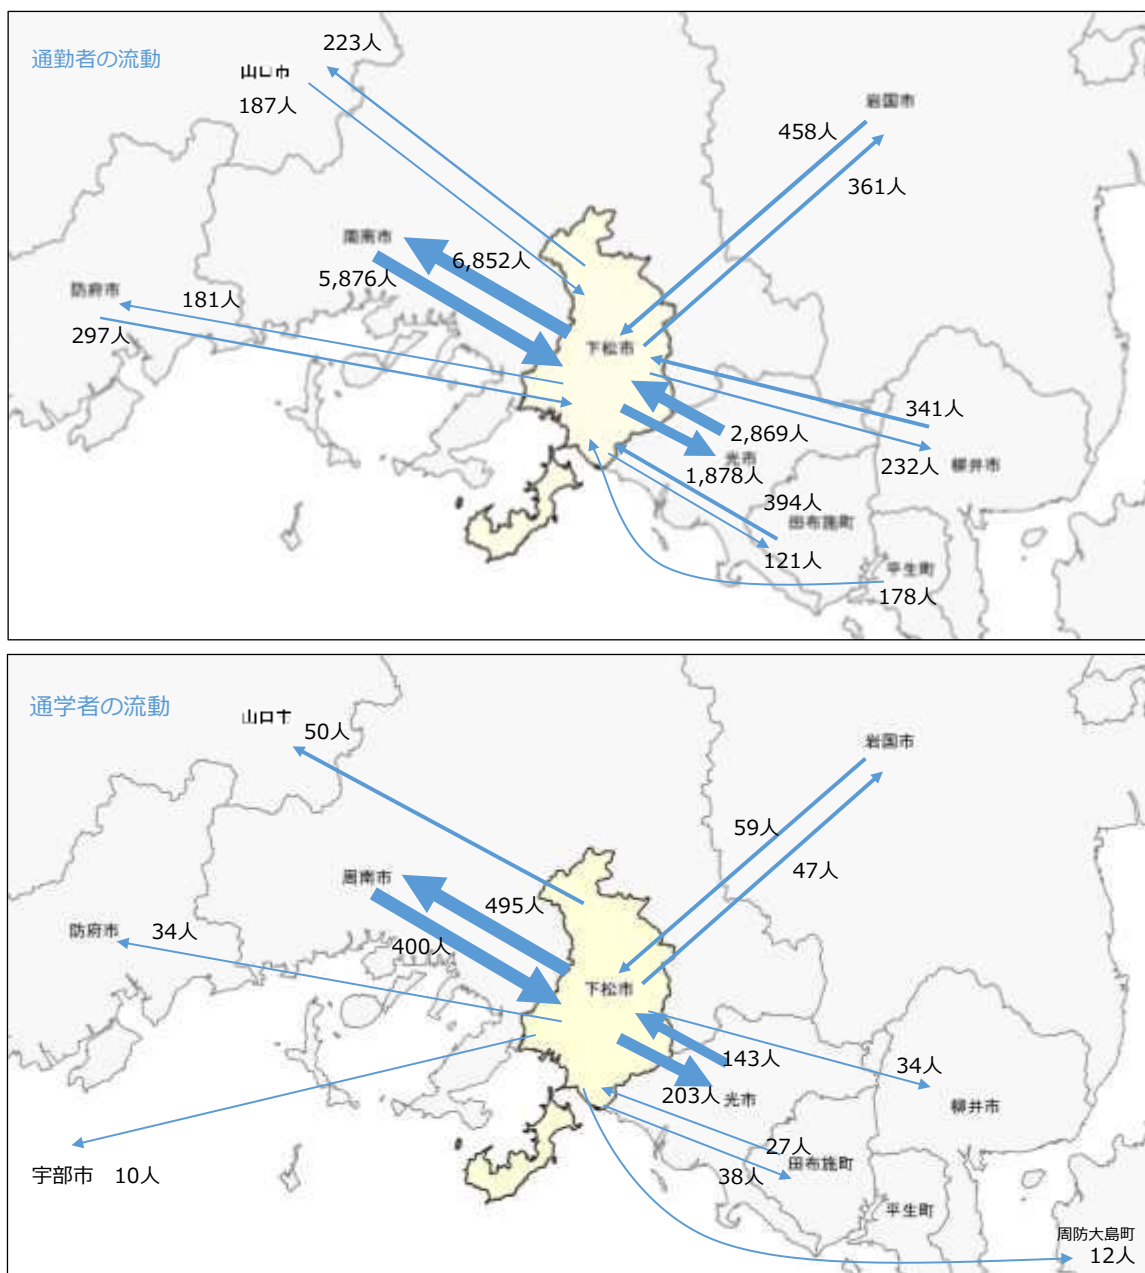 通勤者の流動
223人
山口市
187人
岩国市
458人
361人
周南市
6,852人
5,876人
防府市
181人
297人
下松市
341人
2,869人
光市
232人
柳井市
1,878人
394人
田布施町
121人
平生町
178人
通学者の流動
山口市
50人
岩国市
59人
47人
周南市
495人
400人
防府市
34人
下松市
143人
34人
203人
光市
柳井市
27人
田布施町
38人
宇部市 10人
平生町
周防大島町
12人